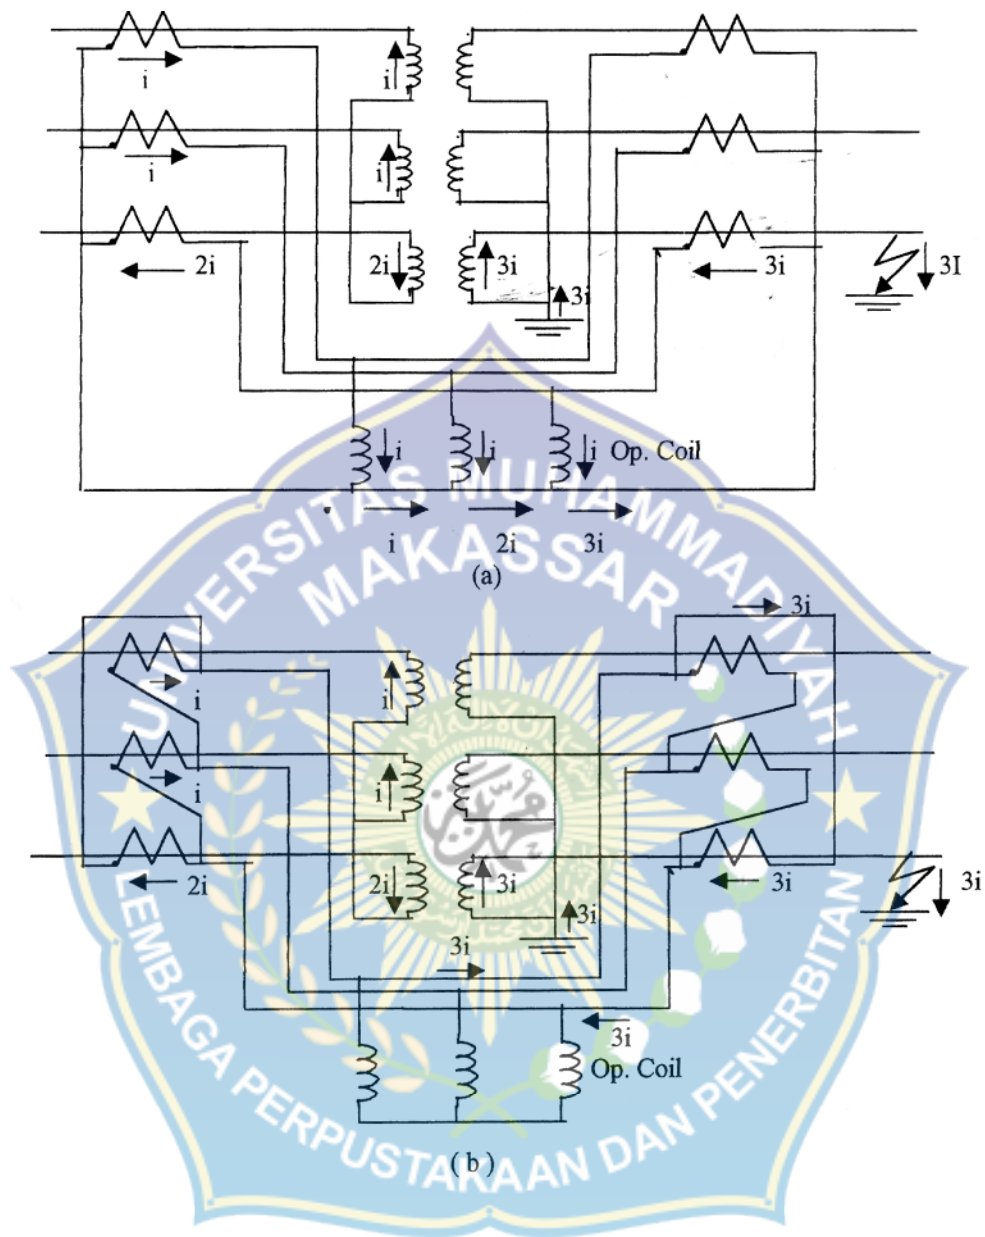 i
i
i
i
2i
2i
3i
3i
3i
3I
i
i
i
Op. Coil
i
2i
3i
(a)
UNIVERSITAS MUHAMMADIYAH
MAKASSAR
3i
i
i
i
i
2i
2i
3i
3i
3i
3i
3i
3i
Op. Coil
LEMBAGA PERPUSTAKAAN DAN PENERBITAN
( b )